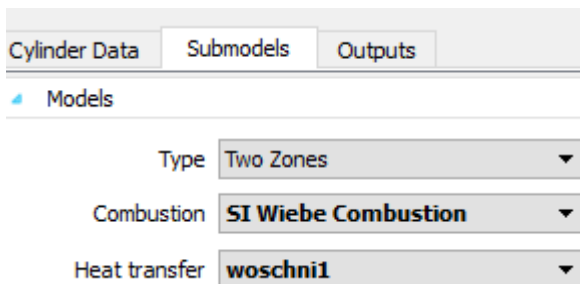 Cylinder Data Submodels Outputs
Models
Type Two Zones
Combustion SI Wiebe Combustion
Heat transfer woschni1